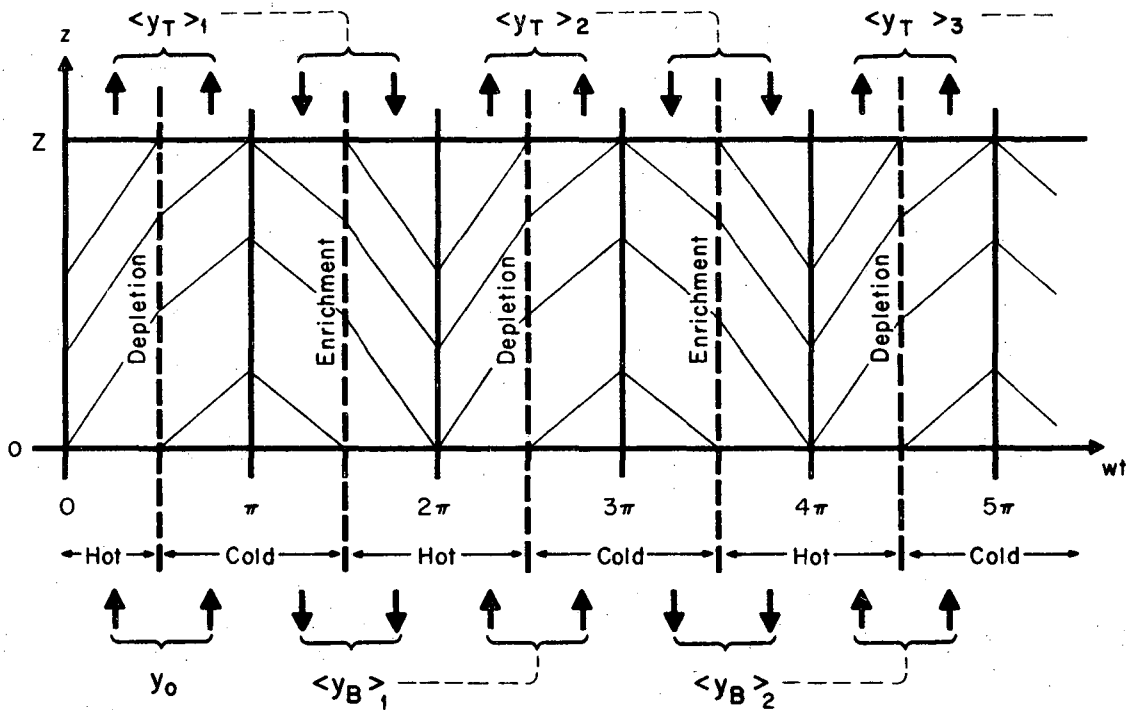 <y_T>_1 <y_T>_2 <y_T>_3
z
Z
Depletion Enrichment Depletion Enrichment Depletion
0
wt
0 π 2π 3π 4π 5π
Hot Cold Hot Cold Hot Cold
y_0 <y_B>_1 <y_B>_2